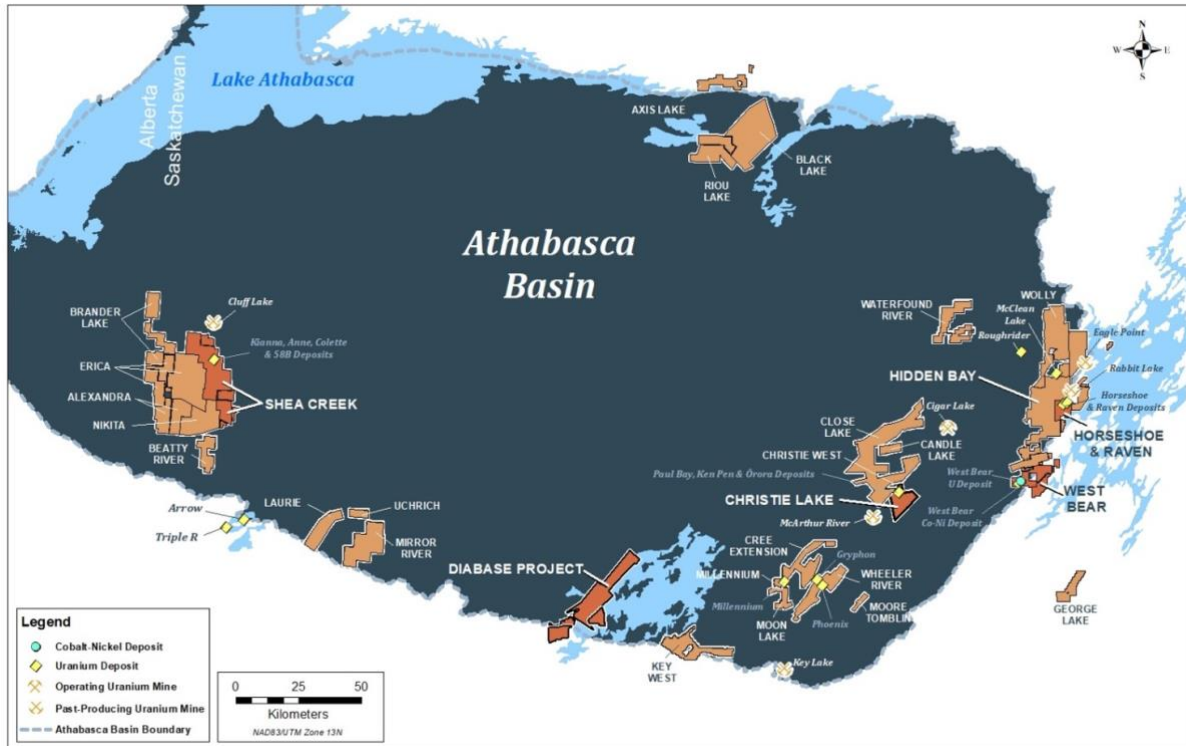 Lake Athabasca
Alberta
Saskatchewan
N
W
E
S
AXIS LAKE
BLACK
LAKE
RIOU
LAKE
Athabasca
Basin
BRANDER
LAKE
Cluff Lake
Kianna, Anne, Colette
& 58B Deposits
ERICA
ALEXANDRA
SHEA CREEK
NIKITA
BEATTY
RIVER
WATERFOUND
RIVER
WOLLY
McClean
Lake
Roughrider
Eagle Point
Rabbit Lake
HIDDEN BAY
Horseshoe
& Raven Deposits
HORSESHOE
& RAVEN
CLOSE
LAKE
Cigar Lake
CANDLE
LAKE
CHRISTIE WEST
Paul Bay, Ken Pen & Ōrora Deposits
CHRISTIE LAKE
McArthur River
West Bear
U Deposit
WEST
BEAR
West Bear
Co-Ni Deposit
Arrow
Triple R
LAURIE
UCHRICH
MIRROR
RIVER
DIABASE PROJECT
CREE
EXTENSION
Gryphon
MILLENNIUM
WHEELER
RIVER
Millennium
MOON
LAKE
Phoenix
MOORE
TOMBLIN
GEORGE
LAKE
KEY
WEST
Key Lake
Legend
Cobalt-Nickel Deposit
Uranium Deposit
Operating Uranium Mine
Past-Producing Uranium Mine
Athabasca Basin Boundary
0 25 50
Kilometers
NAD83/UTM Zone 13N